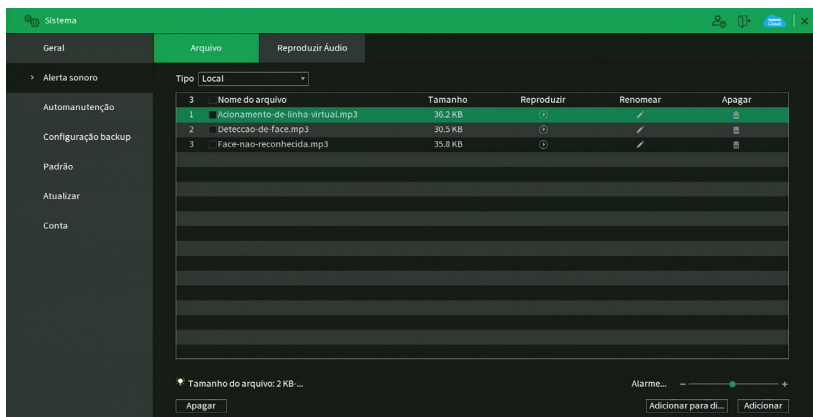 Sistema
Geral
Arquivo
Reproduzir Áudio
Alerta sonoro
Tipo Local
Automanutenção
3 Nome do arquivo Tamanho Reproduzir Renomear Apagar
1 Acionamento-de-linha-virtual.mp3 36.2 KB
2 Deteccao-de-face.mp3 30.5 KB
3 Face-nao-reconhecida.mp3 35.8 KB
Configuração backup
Padrão
Atualizar
Conta
Tamanho do arquivo: 2 KB-...
Alarme... - +
Apagar
Adicionar para di...
Adicionar